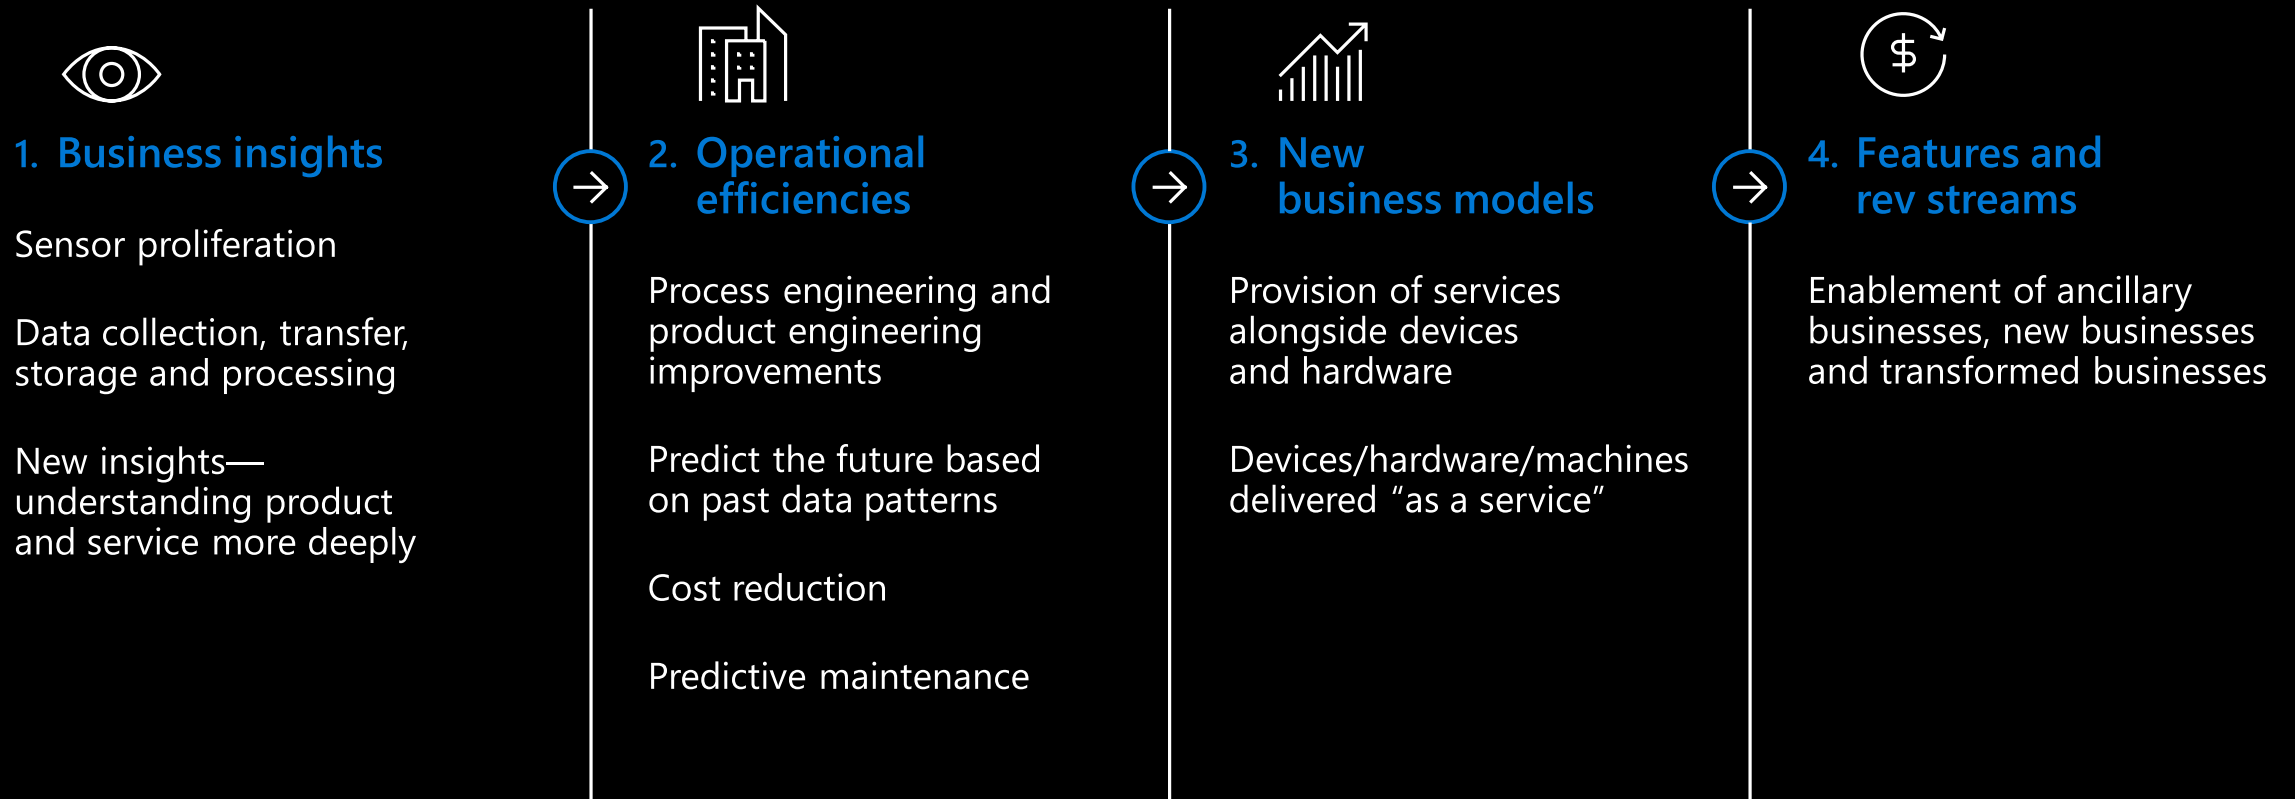 1. Business insights
Sensor proliferation
Data collection, transfer,
storage and processing
New insights—
understanding product
and service more deeply
2. Operational
efficiencies
Process engineering and
product engineering
improvements
Predict the future based
on past data patterns
Cost reduction
Predictive maintenance
3. New
business models
Provision of services
alongside devices
and hardware
Devices/hardware/machines
delivered “as a service”
4. Features and
rev streams
Enablement of ancillary
businesses, new businesses
and transformed businesses